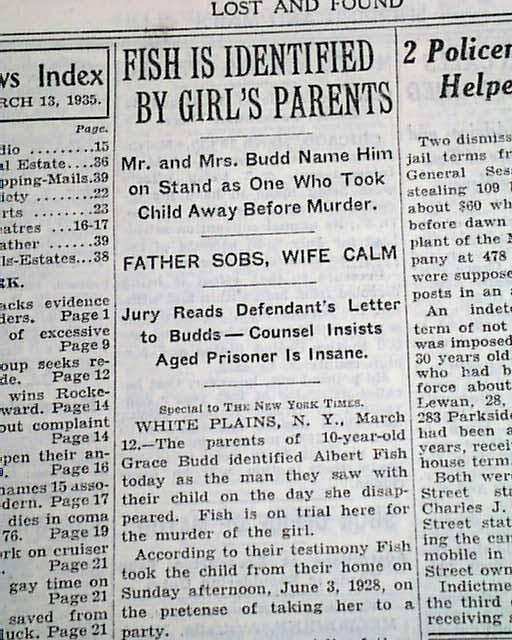 LOST AND FOUND
ws Index
RCH 13, 1935.
Page.
dio ........15
al Estate....36
pping-Mails.39
iety ........22
rts ........23
eatres ...16-17
ather .......39
ls-Estates...38
RK.
acks evidence
ders. Page 1
of excessive
Page 9
oup seeks re-
de. Page 12
wins Rocke-
ward. Page 14
out complaint
Page 14
pen their an-
Page 16
names 15 asso-
dern. Page 17
dies in coma
76. Page 19
rk on cruiser
Page 21
gay time on
Page 21
saved from
luck. Page 21
FISH IS IDENTIFIED
BY GIRL'S PARENTS
Mr. and Mrs. Budd Name Him
on Stand as One Who Took
Child Away Before Murder.
FATHER SOBS, WIFE CALM
Jury Reads Defendant's Letter
to Budds—Counsel Insists
Aged Prisoner Is Insane.
Special to THE NEW YORK TIMES.
WHITE PLAINS, N. Y., March
12.—The parents of 10-year-old
Grace Budd identified Albert Fish
today as the man they saw with
their child on the day she disap-
peared. Fish is on trial here for
the murder of the girl.
According to their testimony Fish
took the child from their home on
Sunday afternoon, June 3, 1928, on
the pretense of taking her to a
party.
2 Policen
Helpe
Two dismiss
jail terms fr
General Sess
stealing 109 l
about $60 wh
before dawn
plant of the M
pany at 478
were suppose
posts in an a
An indete
term of not
was imposed
30 years old
who had b
force about
Lewan, 28,
283 Parkside
had been a
years, recei
house term.
Both wer
Street sta
Charles J.
Street stat
ing the car
mobile in
Street own
Indictme
the third
receiving s